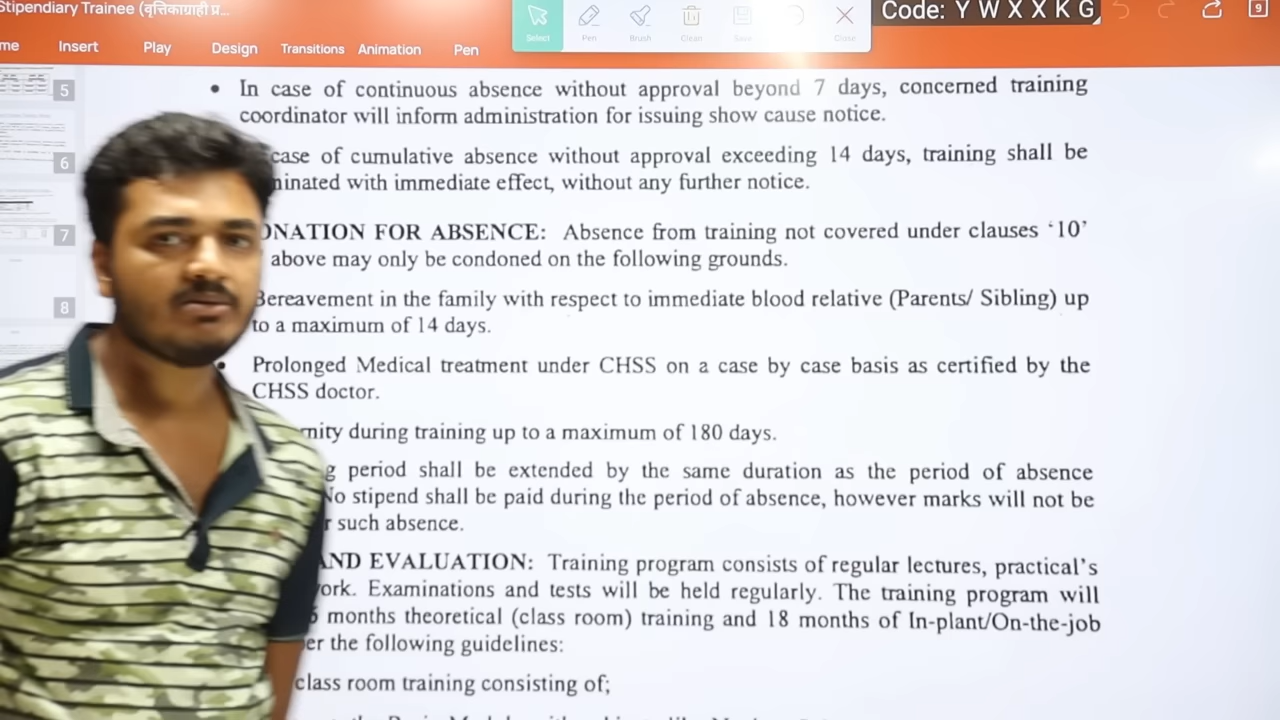 Stipendiary Trainee (वृत्तिकाग्राही प्र...
Code: Y W X X K G
9
me Insert Play Design Transitions Animation Pen
Select Pen Brush Clean Save Close
5
6
7
8
• In case of continuous absence without approval beyond 7 days, concerned training
coordinator will inform administration for issuing show cause notice.
case of cumulative absence without approval exceeding 14 days, training shall be
minated with immediate effect, without any further notice.
ONATION FOR ABSENCE: Absence from training not covered under clauses ‘10’
above may only be condoned on the following grounds.
Bereavement in the family with respect to immediate blood relative (Parents/ Sibling) up
to a maximum of 14 days.
• Prolonged Medical treatment under CHSS on a case by case basis as certified by the
CHSS doctor.
rnity during training up to a maximum of 180 days.
g period shall be extended by the same duration as the period of absence
No stipend shall be paid during the period of absence, however marks will not be
r such absence.
AND EVALUATION: Training program consists of regular lectures, practical’s
ork. Examinations and tests will be held regularly. The training program will
6 months theoretical (class room) training and 18 months of In-plant/On-the-job
er the following guidelines:
class room training consisting of;